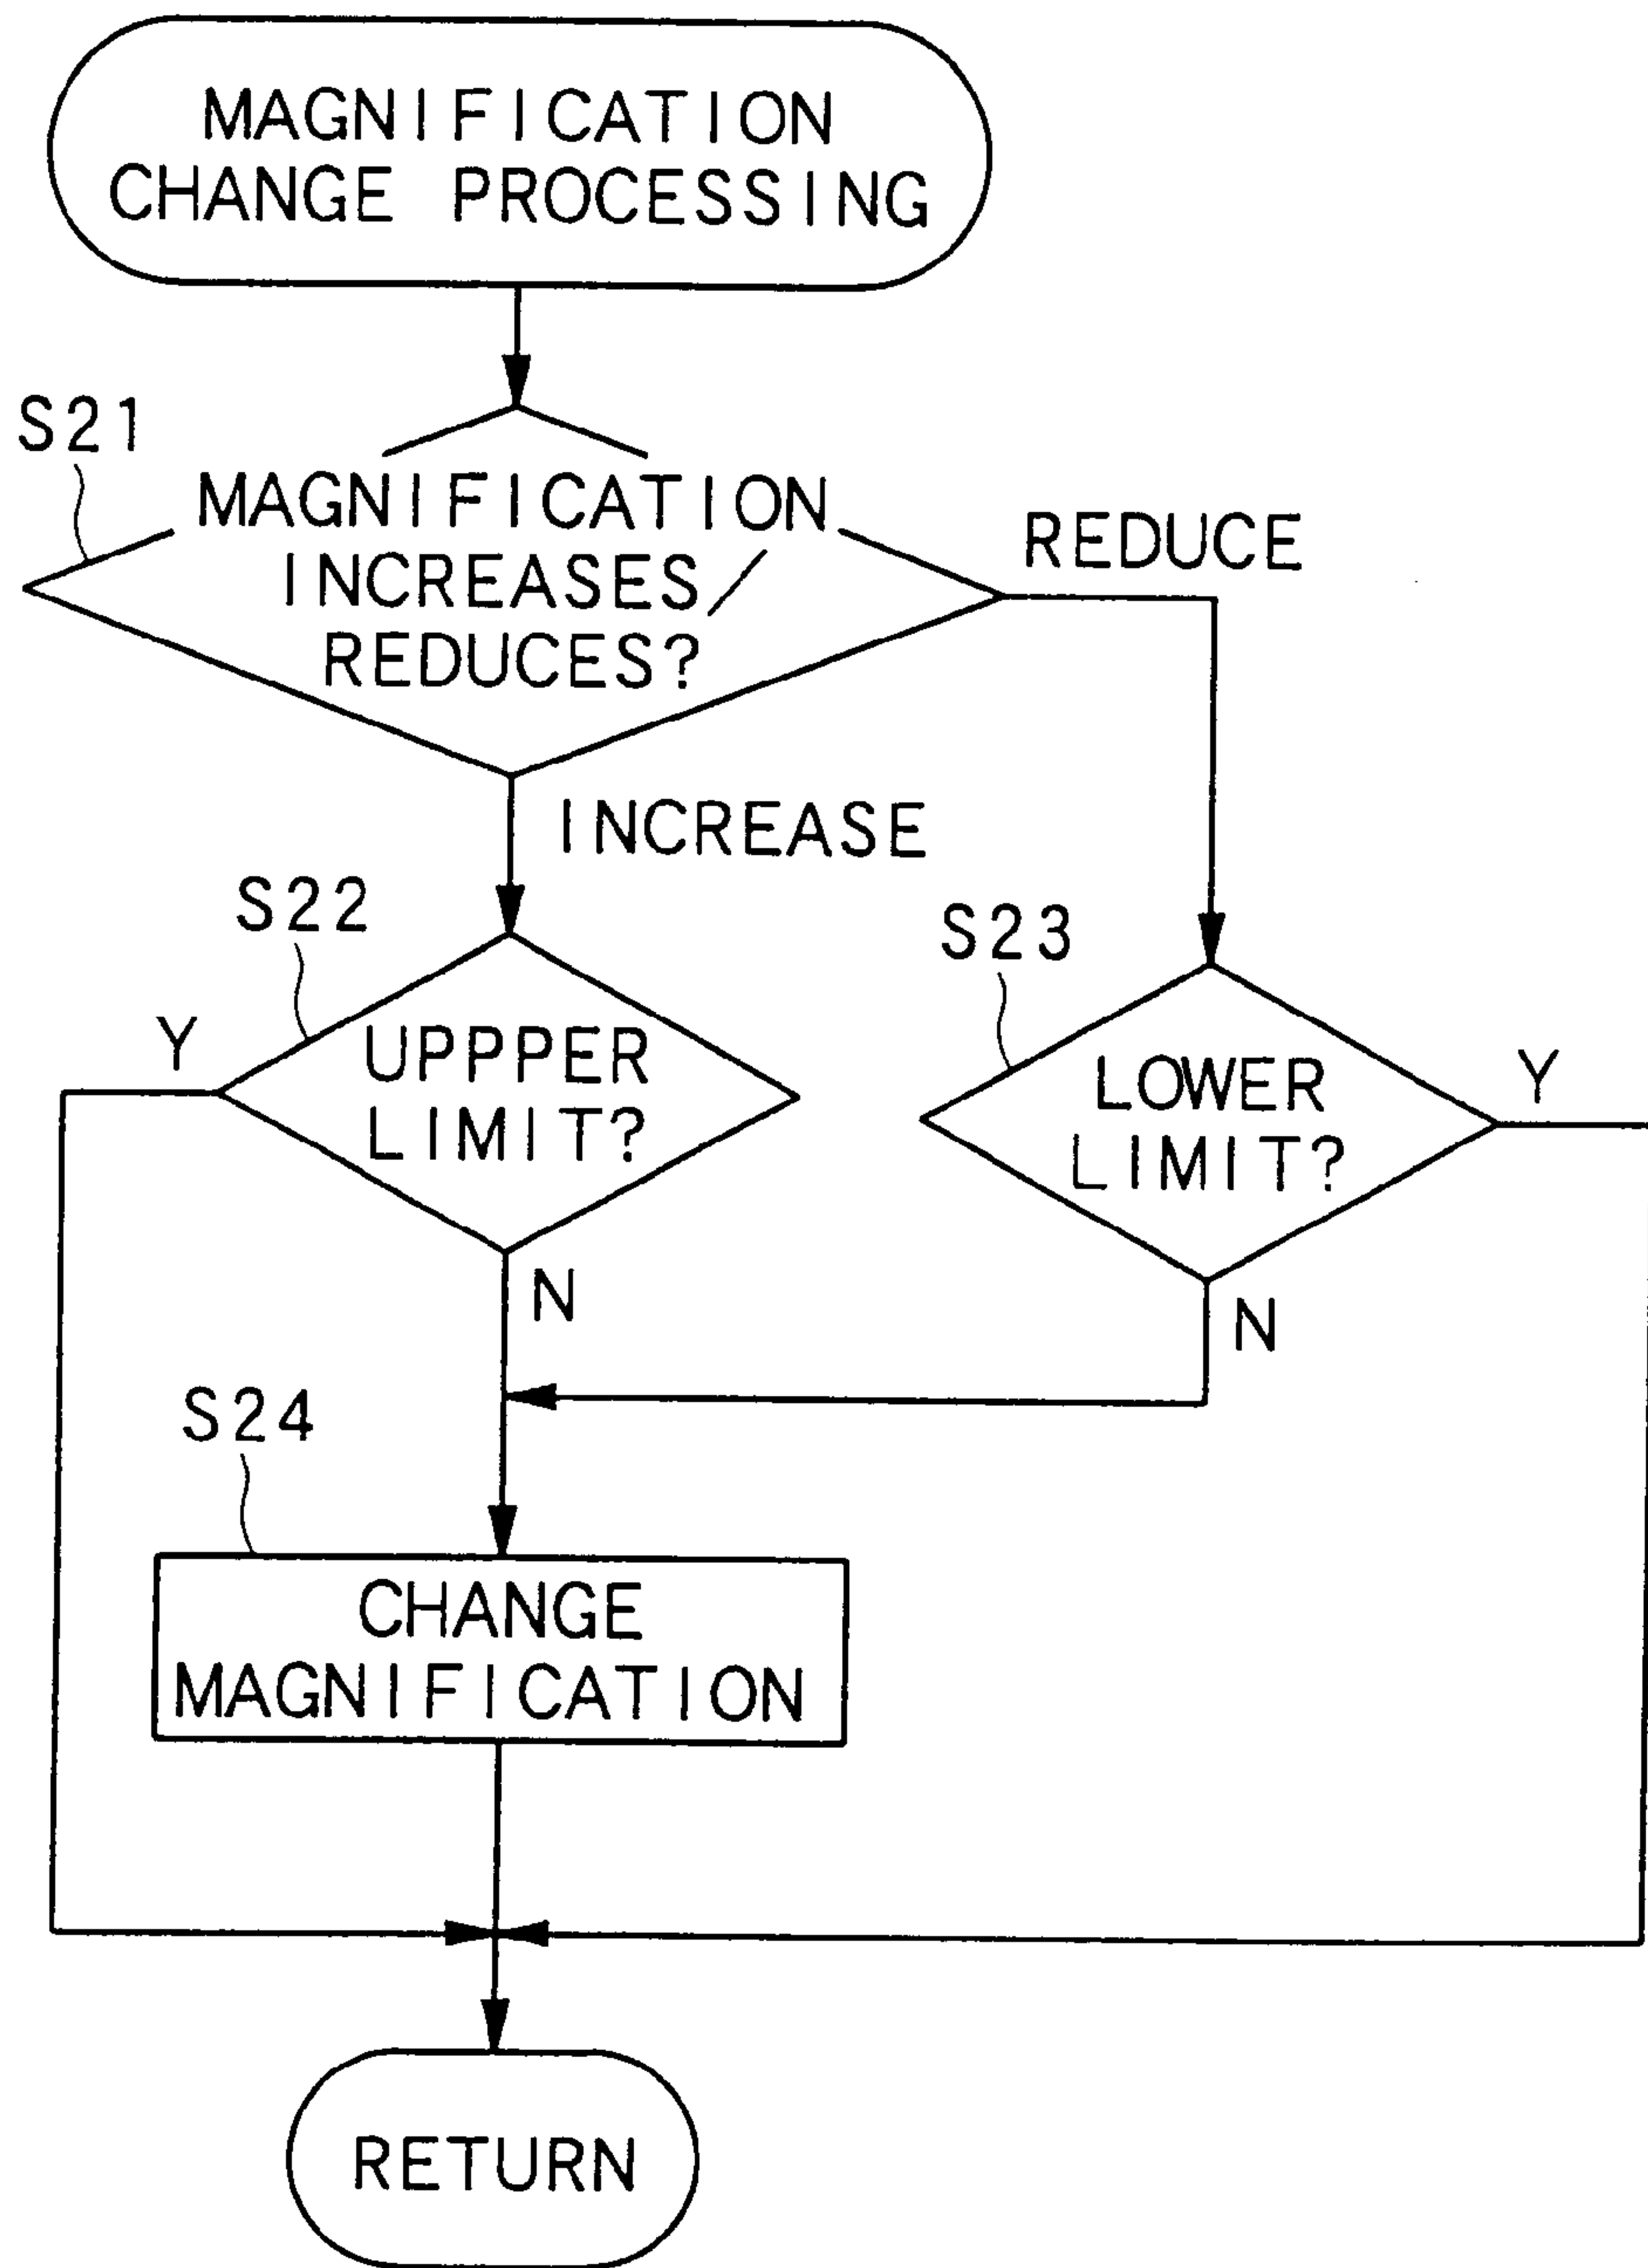 MAGNIFICATION
CHANGE PROCESSING
S21
MAGNIFICATION
INCREASES/
REDUCES?
REDUCE
INCREASE
S22
S23
Y
UPPPER
LIMIT?
LOWER
LIMIT?
Y
N
N
S24
CHANGE
MAGNIFICATION
RETURN